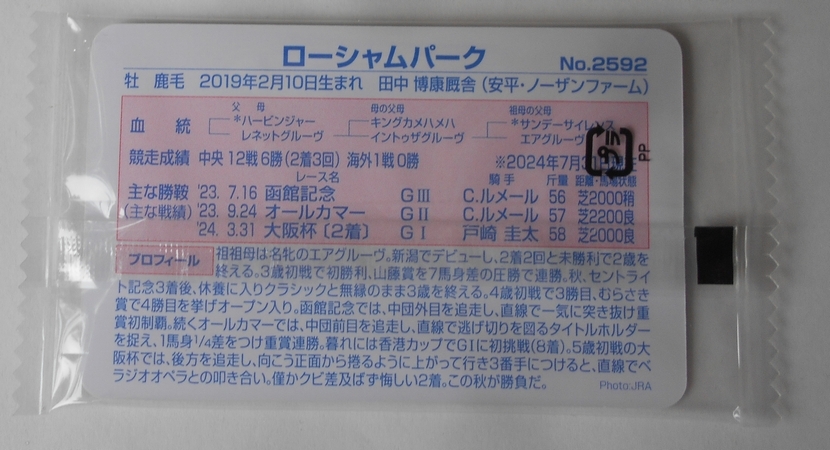 ローシャムパーク No.2592
牡 鹿毛 2019年2月10日生まれ 田中 博康厩舎(安平・ノーザンファーム)
血統
父 母
*ハービンジャー
レネットグルーヴ
母の父母
キングカメハメハ
イントゥザグルーヴ
祖母の父母
*サンデーサイレンス
エアグルーヴ
競走成績 中央12戦6勝(2着3回) 海外1戦0勝 ※2024年7月31日
レース名 騎手 斤量 距離・馬場状態
主な勝鞍 '23. 7.16 函館記念 GⅢ C.ルメール 56 芝2000稍
(主な戦績) '23. 9.24 オールカマー GⅡ C.ルメール 57 芝2200良
'24. 3.31 大阪杯〔2着〕 GⅠ 戸崎 圭太 58 芝2000良
PP
プロフィール 祖祖母は名牝のエアグルーヴ。新潟でデビューし、2着2回と未勝利で2歳を
終える。3歳初戦で初勝利、山藤賞を7馬身差の圧勝で連勝。秋、セントライ
ト記念3着後、休養に入りクラシックと無縁のまま3歳を終える。4歳初戦で3勝目、むらさき
賞で4勝目を挙げオープン入り。函館記念では、中団外目を追走し、直線で一気に突き抜け重
賞初制覇。続くオールカマーでは、中団前目を追走し、直線で逃げ切りを図るタイトルホルダー
を捉え、1馬身1/4差をつけ重賞連勝。暮れには香港カップでGⅠに初挑戦(8着)。5歳初戦の大
阪杯では、後方を追走し、向こう正面から捲るように上がって行き3番手につけると、直線でベ
ラジオオペラとの叩き合い。僅かクビ差及ばず悔しい2着。この秋が勝負だ。
Photo:JRA